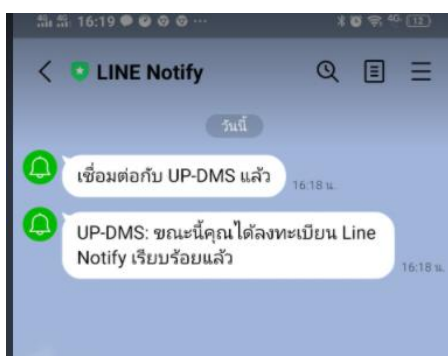 16:19
4G 12
LINE Notify
วันนี้
เชื่อมต่อกับ UP-DMS แล้ว
16:18 น.
UP-DMS: ขณะนี้คุณได้ลงทะเบียน Line
Notify เรียบร้อยแล้ว
16:18 น.